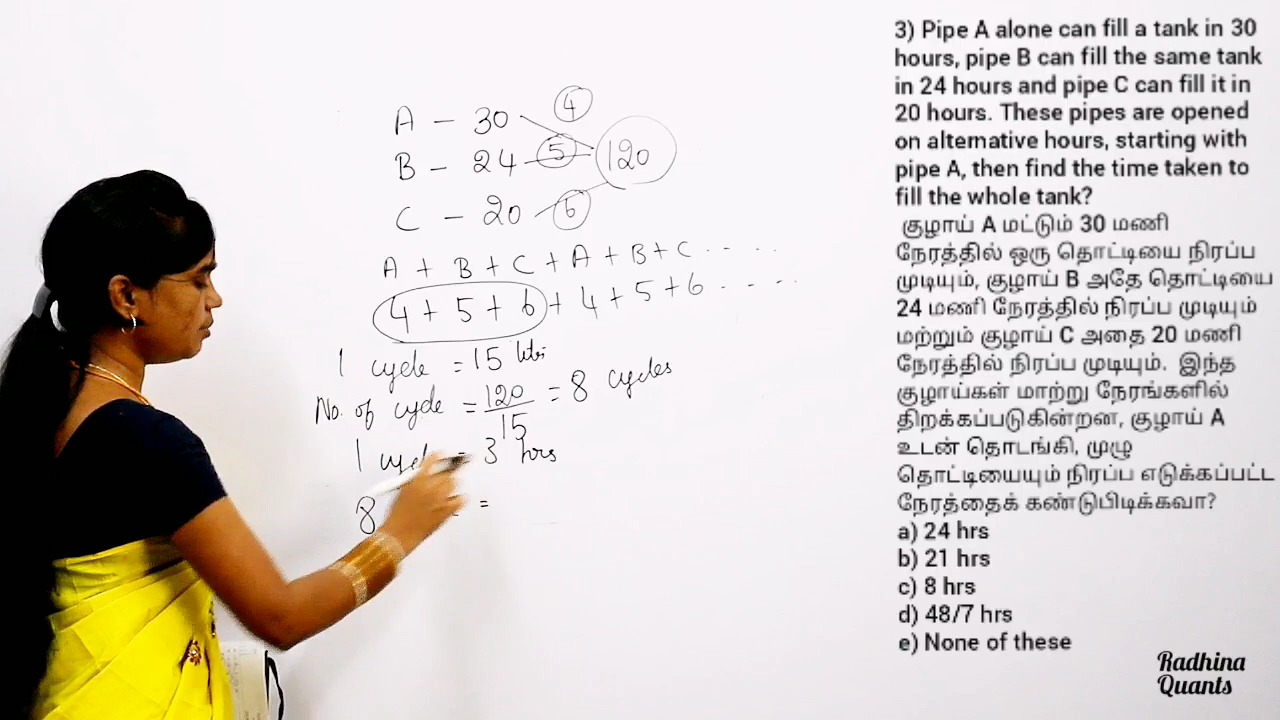 A - 30 4
B - 24 5 120
C - 20 6
A + B + C + A + B + C . . . . .
4 + 5 + 6 + 4 + 5 + 6 . . . . .
1 cycle = 15
No. of cycle = 120/15 = 8 cycles
1 = 3 hrs
8 =
3) Pipe A alone can fill a tank in 30
hours, pipe B can fill the same tank
in 24 hours and pipe C can fill it in
20 hours. These pipes are opened
on alternative hours, starting with
pipe A, then find the time taken to
fill the whole tank?
குழாய் A மட்டும் 30 மணி
நேரத்தில் ஒரு தொட்டியை நிரப்ப
முடியும், குழாய் B அதே தொட்டியை
24 மணி நேரத்தில் நிரப்ப முடியும்
மற்றும் குழாய் C அதை 20 மணி
நேரத்தில் நிரப்ப முடியும். இந்த
குழாய்கள் மாற்று நேரங்களில்
திறக்கப்படுகின்றன, குழாய் A
உடன் தொடங்கி, முழு
தொட்டியையும் நிரப்ப எடுக்கப்பட்ட
நேரத்தைக் கண்டுபிடிக்கவா?
a) 24 hrs
b) 21 hrs
c) 8 hrs
d) 48/7 hrs
e) None of these
Radhina
Quants